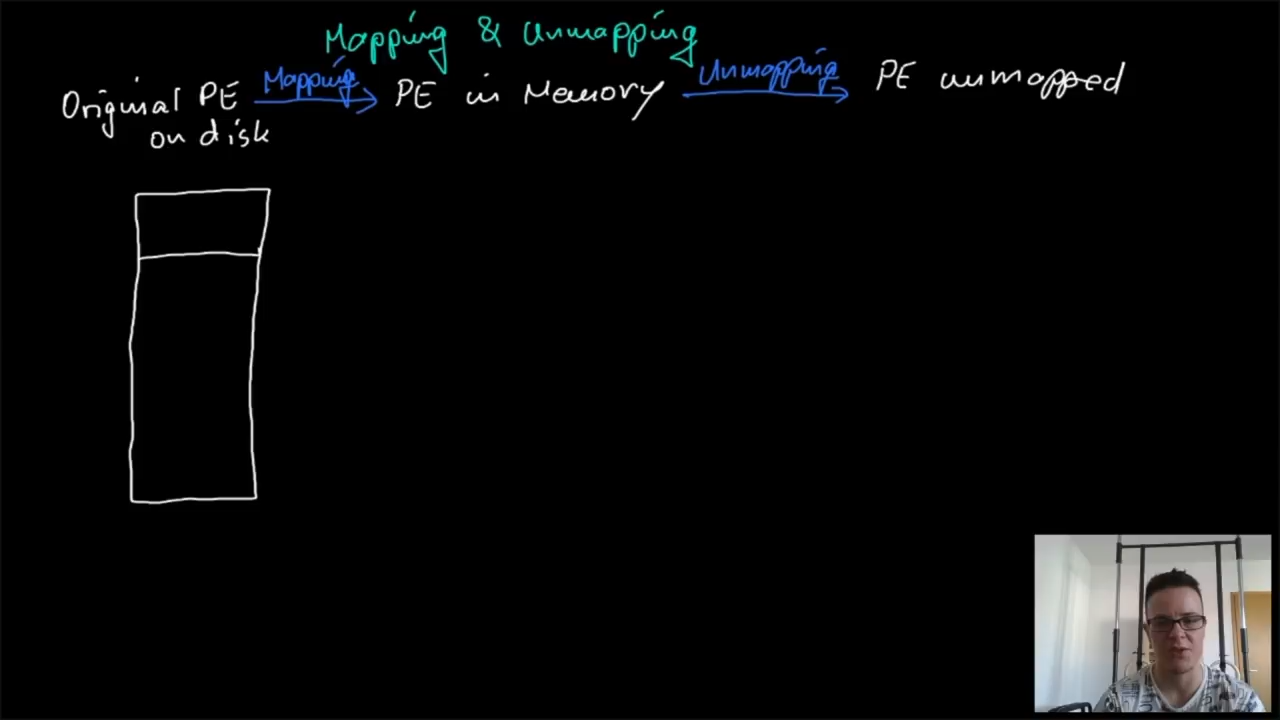 Mapping & Unmapping
Original PE on disk
Mapping
PE in Memory
Unmapping
PE unmapped